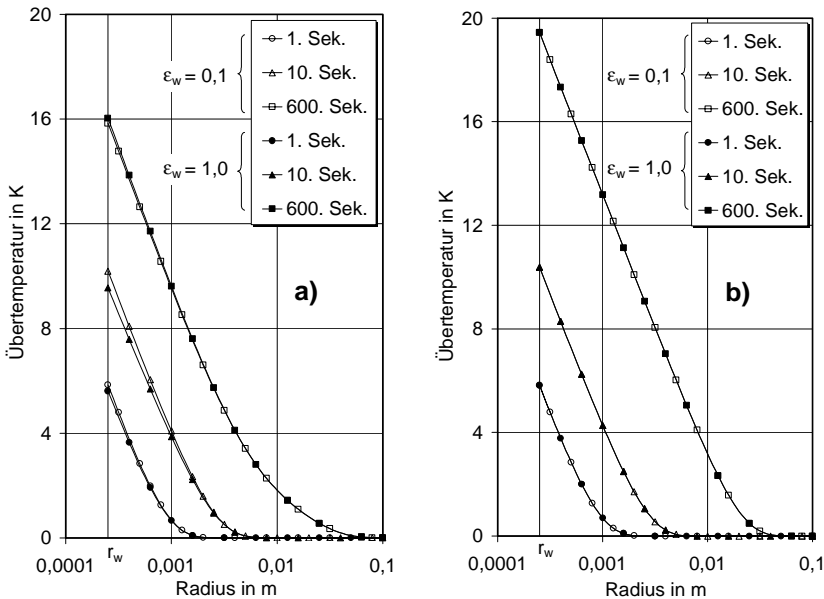 20
16
12
8
4
0
Übertemperatur in K
0,0001
r_w
0,001
0,01
0,1
Radius in m
ε_w = 0,1
1. Sek.
10. Sek.
600. Sek.
ε_w = 1,0
1. Sek.
10. Sek.
600. Sek.
a)
20
16
12
8
4
0
Übertemperatur in K
0,0001
r_w
0,001
0,01
0,1
Radius in m
ε_w = 0,1
1. Sek.
10. Sek.
600. Sek.
ε_w = 1,0
1. Sek.
10. Sek.
600. Sek.
b)